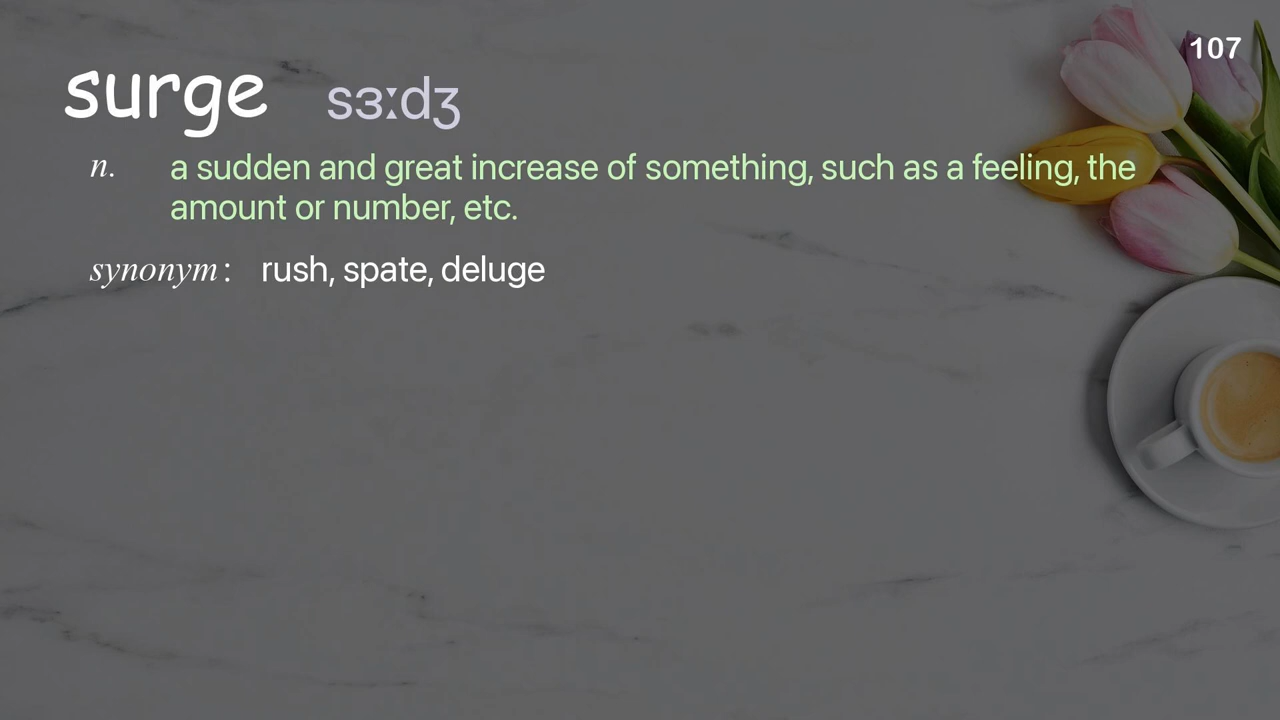 107
surge sɜːdʒ
n. a sudden and great increase of something, such as a feeling, the
amount or number, etc.
synonym: rush, spate, deluge